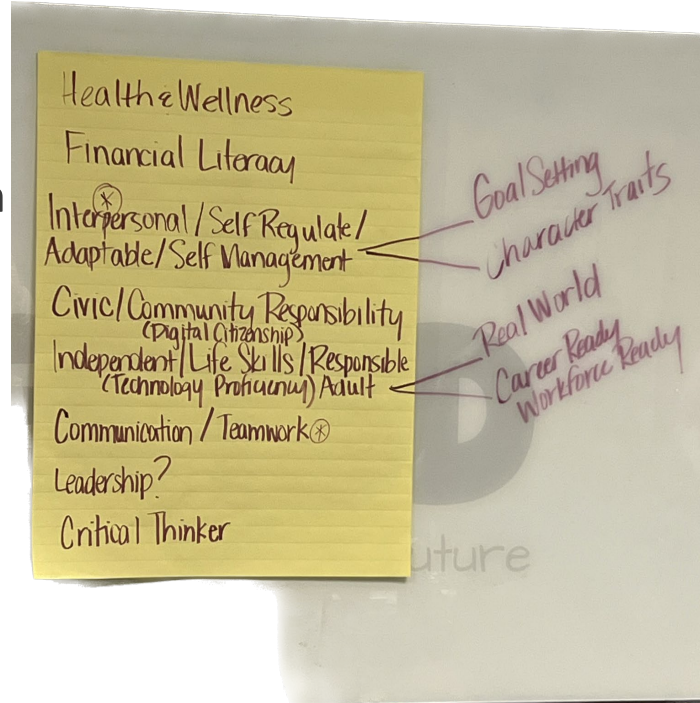 Health & Wellness
Financial Literacy
Interpersonal / Self Regulate /
Adaptable / Self Management
Goal Setting
Character Traits
Civic / Community Responsibility
(Digital Citizenship)
Independent / Life Skills / Responsible
(Technology Proficiency) Adult
Real World
Career Ready
Workforce Ready
Communication / Teamwork
Leadership?
Critical Thinker
uture